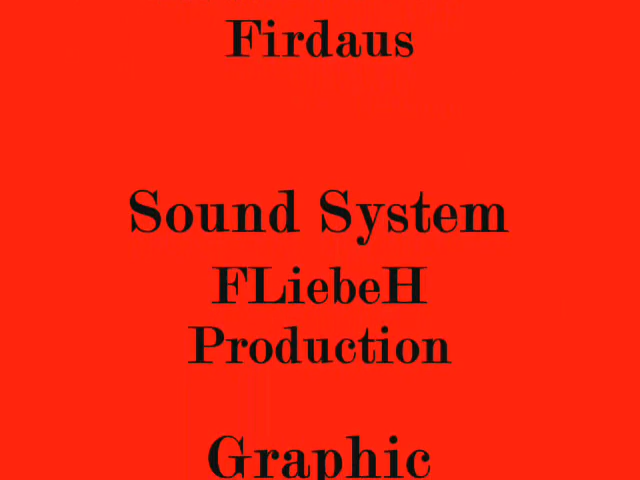 Firdaus
Sound System
FLiebeH
Production
Graphic